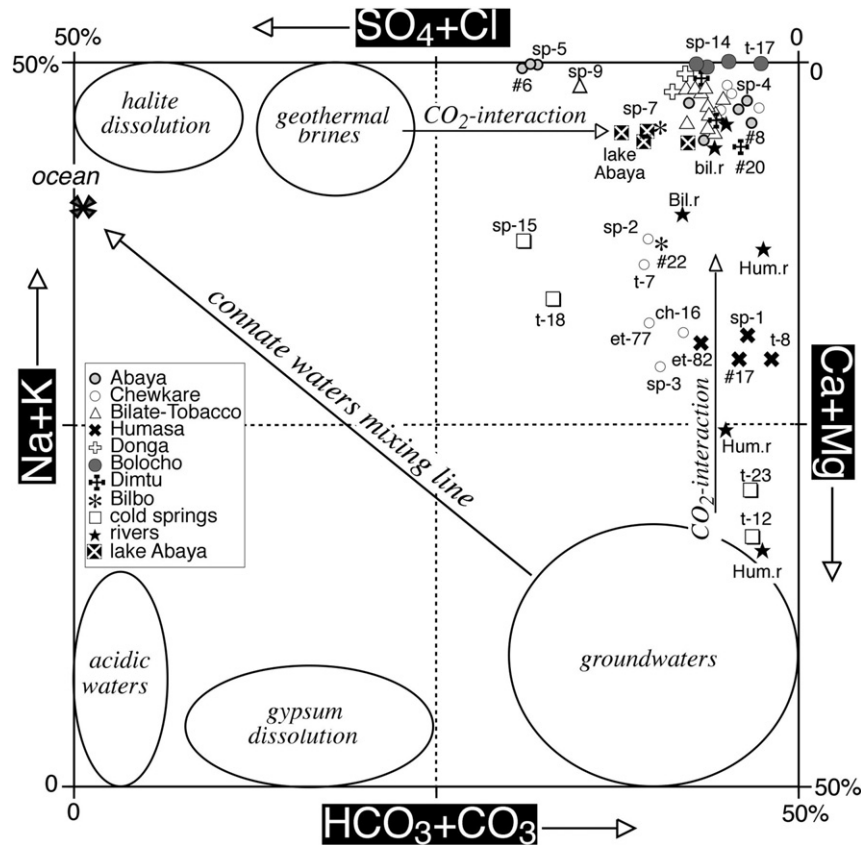 SO4+Cl
50%
0
50%
0
sp-5
#6
sp-9
sp-14
t-17
sp-4
halite
dissolution
geothermal
brines
CO2-interaction
sp-7
lake
Abaya
#8
bil.r
#20
ocean
Bil.r
sp-15
sp-2
#22
t-7
Hum.r
t-18
ch-16
sp-1
et-77
t-8
et-82
#17
sp-3
connate waters mixing line
Na+K
Ca+Mg
CO2-interaction
Abaya
Chewkare
Bilate-Tobacco
Humasa
Donga
Bolocho
Dimtu
Bilbo
cold springs
rivers
lake Abaya
Hum.r
t-23
t-12
Hum.r
acidic
waters
gypsum
dissolution
groundwaters
0
50%
0
50%
HCO3+CO3